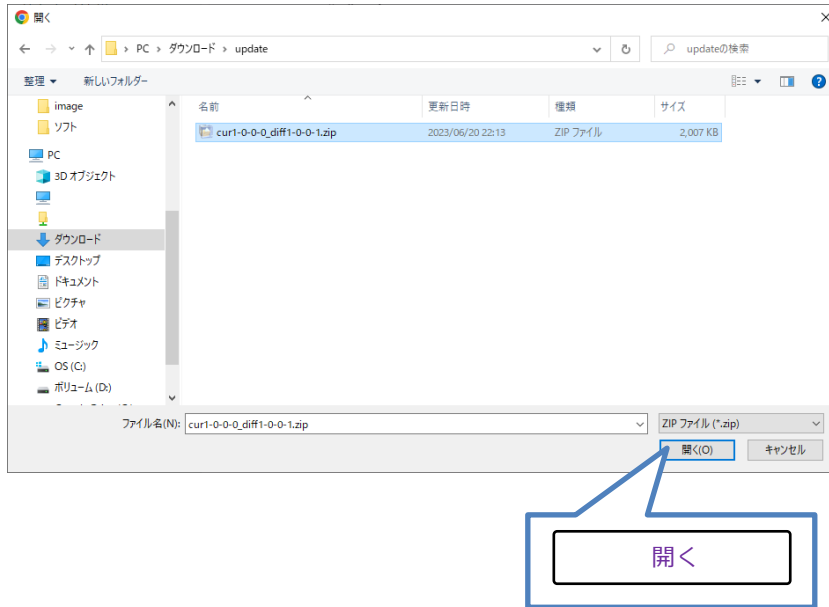 開く
PC › ダウンロード › update
updateの検索
整理 新しいフォルダー
image
ソフト
PC
3D オブジェクト
ダウンロード
デスクトップ
ドキュメント
ピクチャ
ビデオ
ミュージック
OS (C:)
ボリューム (D:)
名前 更新日時 種類 サイズ
cur1-0-0-0_diff1-0-0-1.zip 2023/06/20 22:13 ZIP ファイル 2,007 KB
ファイル名(N): cur1-0-0-0_diff1-0-0-1.zip ZIP ファイル (*.zip)
開く(O) キャンセル
開く